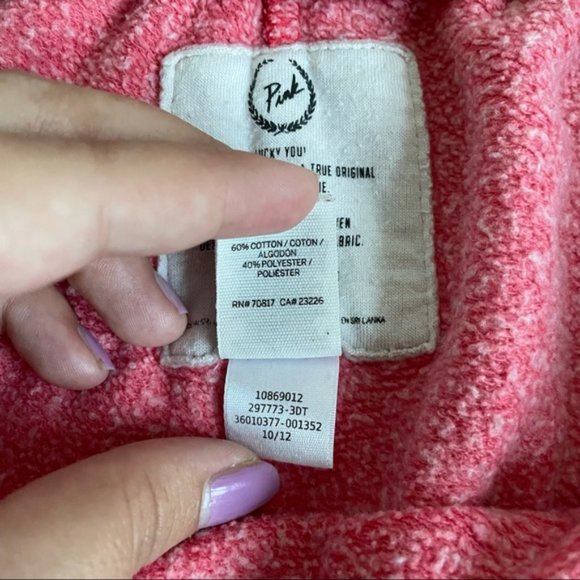 Pink
LUCKY YOU!
TRUE ORIGINAL
IE.
EN
BRIC.
60% COTTON / COTON /
ALGODÓN
40% POLYESTER /
POLIÉSTER
RN# 70817 CA# 23226
SRI LANKA
10869012
297773-3DT
36010377-001352
10/12